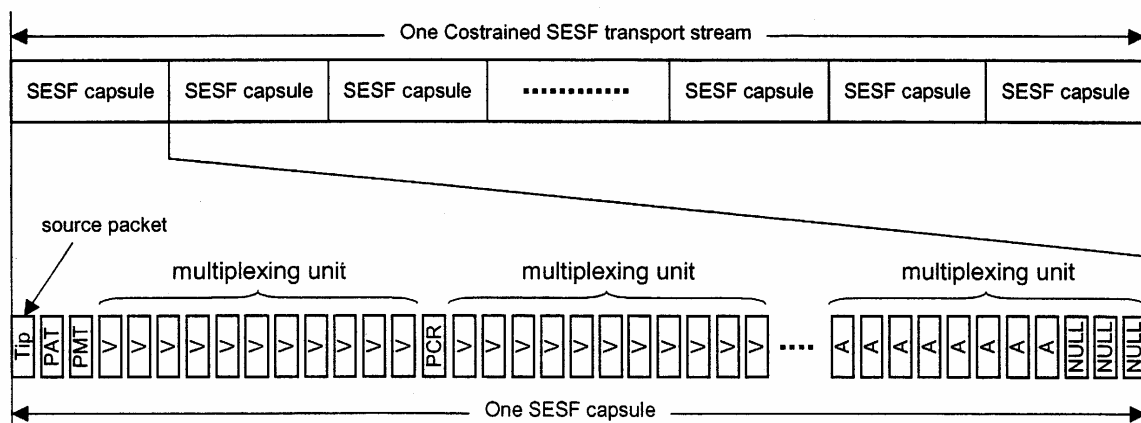 One Costrained SESF transport stream
SESF capsule SESF capsule SESF capsule ............. SESF capsule SESF capsule SESF capsule
source packet
multiplexing unit multiplexing unit multiplexing unit
Tip PAT PMT V V V V V V V V V V V PCR V V V V V V V V V V V .... A A A A A A A A NULL NULL NULL
One SESF capsule